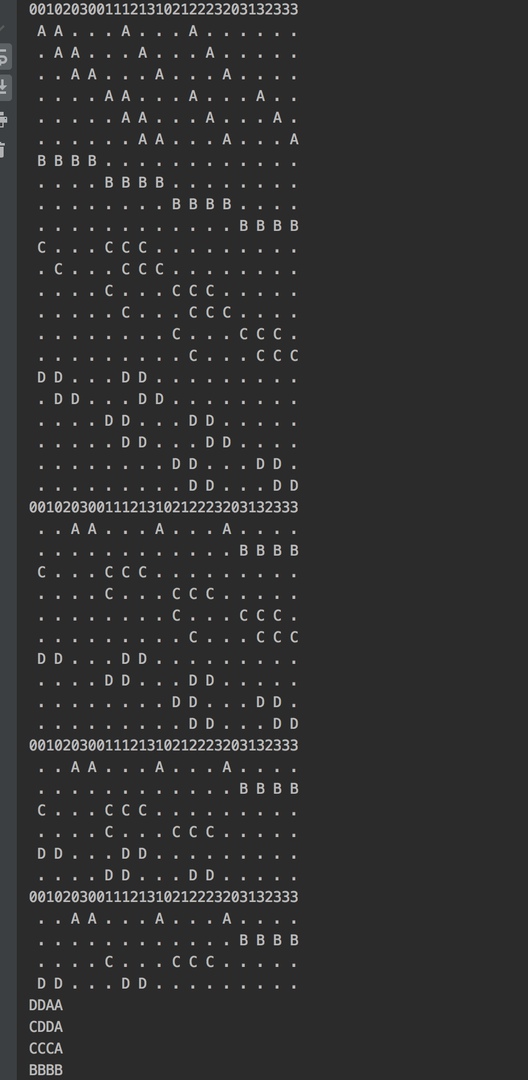 00102030011121310212223203132333
A A . . . A . . . A . . . . . .
. A A . . . A . . . A . . . . .
. . A A . . . A . . . A . . . .
. . . . A A . . . A . . . A . .
. . . . . A A . . . A . . . A .
. . . . . . A A . . . A . . . A
B B B B . . . . . . . . . . . .
. . . . B B B B . . . . . . . .
. . . . . . . . B B B B . . . .
. . . . . . . . . . . . B B B B
C . . . C C C . . . . . . . . .
. C . . . C C C . . . . . . . .
. . . . C . . . C C C . . . . .
. . . . . C . . . C C C . . . .
. . . . . . . . C . . . C C C .
. . . . . . . . . C . . . C C C
D D . . . D D . . . . . . . . .
. D D . . . D D . . . . . . . .
. . . . D D . . . D D . . . . .
. . . . . D D . . . D D . . . .
. . . . . . . . D D . . . D D .
. . . . . . . . . D D . . . D D
00102030011121310212223203132333
. . A A . . . A . . . A . . . .
. . . . . . . . . . . . B B B B
C . . . C C C . . . . . . . . .
. . . . C . . . C C C . . . . .
. . . . . . . . C . . . C C C .
. . . . . . . . . C . . . C C C
D D . . . D D . . . . . . . . .
. . . . D D . . . D D . . . . .
. . . . . . . . D D . . . D D .
. . . . . . . . . D D . . . D D
00102030011121310212223203132333
. . A A . . . A . . . A . . . .
. . . . . . . . . . . . B B B B
C . . . C C C . . . . . . . . .
. . . . C . . . C C C . . . . .
D D . . . D D . . . . . . . . .
. . . . D D . . . D D . . . . .
00102030011121310212223203132333
. . A A . . . A . . . A . . . .
. . . . . . . . . . . . B B B B
. . . . C . . . C C C . . . . .
D D . . . D D . . . . . . . . .
DDAA
CDDA
CCCA
BBBB